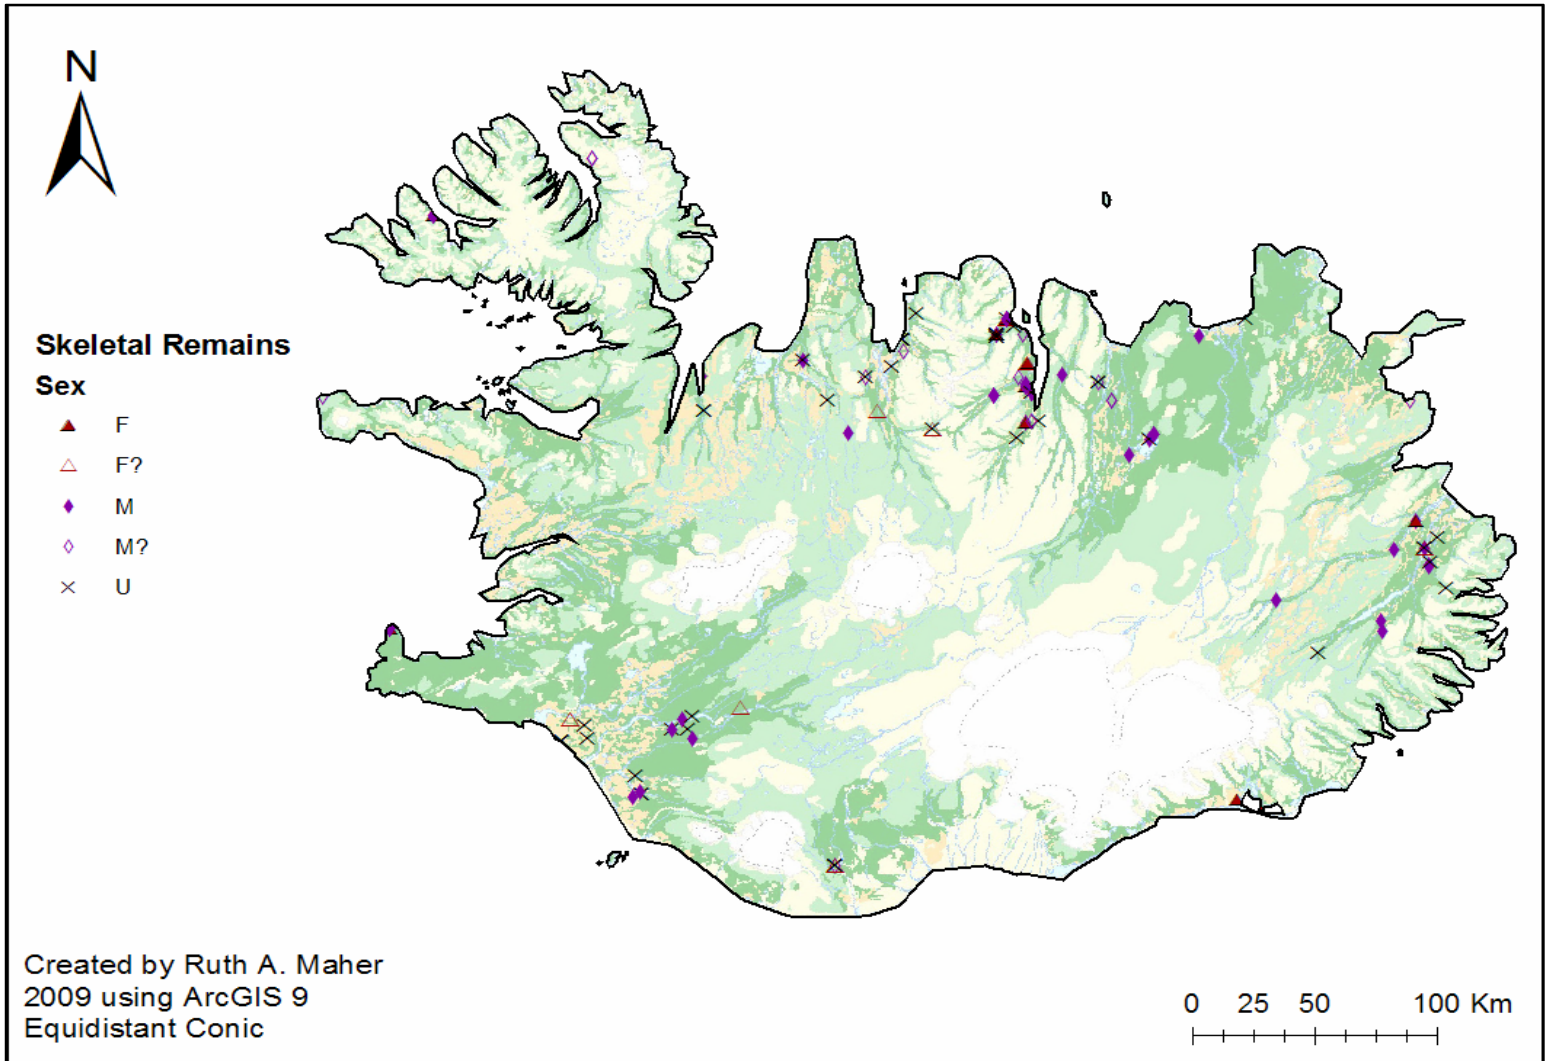 N
Skeletal Remains
Sex
F
F?
M
M?
U
Created by Ruth A. Maher
2009 using ArcGIS 9
Equidistant Conic
0 25 50 100 Km